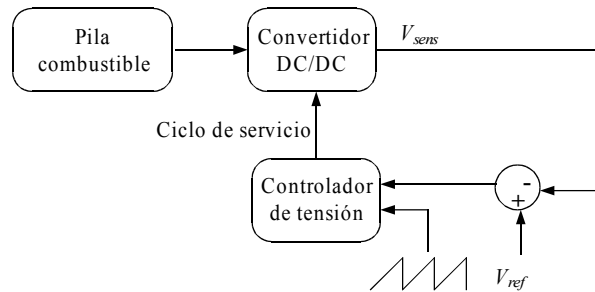 Pila
combustible
Convertidor
DC/DC
V_sens
Ciclo de servicio
Controlador
de tensión
-
+
V_ref